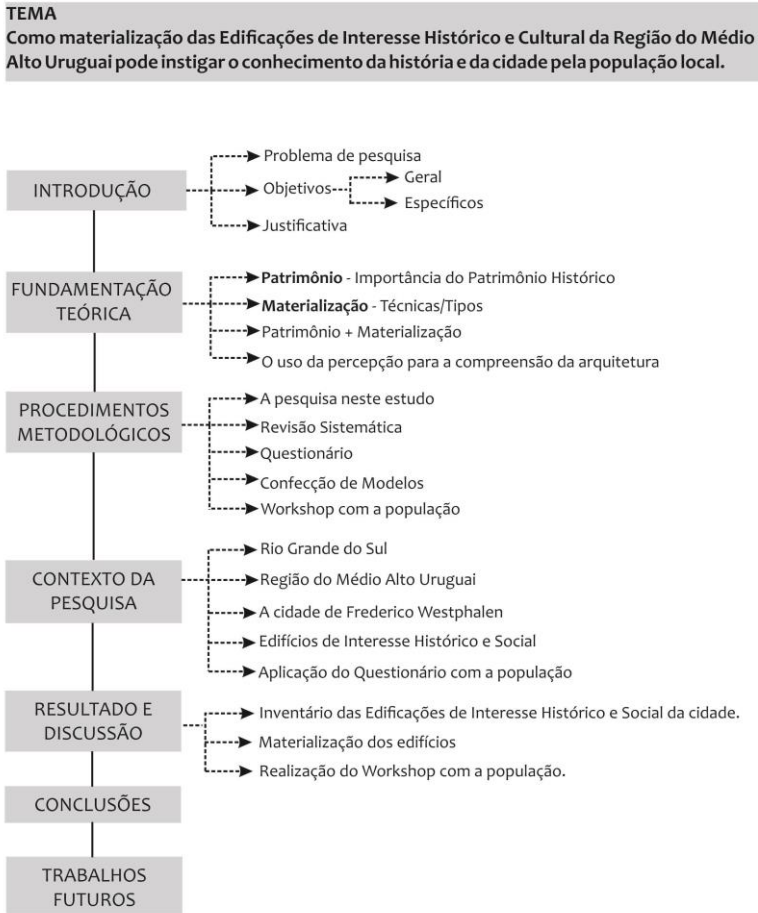 TEMA
Como materialização das Edificações de Interesse Histórico e Cultural da Região do Médio
Alto Uruguai pode instigar o conhecimento da história e da cidade pela população local.
INTRODUÇÃO
Problema de pesquisa
Objetivos
Geral
Específicos
Justificativa
FUNDAMENTAÇÃO
TEÓRICA
Patrimônio - Importância do Patrimônio Histórico
Materialização - Técnicas/Tipos
Patrimônio + Materialização
O uso da percepção para a compreensão da arquitetura
PROCEDIMENTOS
METODOLÓGICOS
A pesquisa neste estudo
Revisão Sistemática
Questionário
Confecção de Modelos
Workshop com a população
CONTEXTO DA
PESQUISA
Rio Grande do Sul
Região do Médio Alto Uruguai
A cidade de Frederico Westphalen
Edifícios de Interesse Histórico e Social
Aplicação do Questionário com a população
RESULTADO E
DISCUSSÃO
Inventário das Edificações de Interesse Histórico e Social da cidade.
Materialização dos edifícios
Realização do Workshop com a população.
CONCLUSÕES
TRABALHOS
FUTUROS